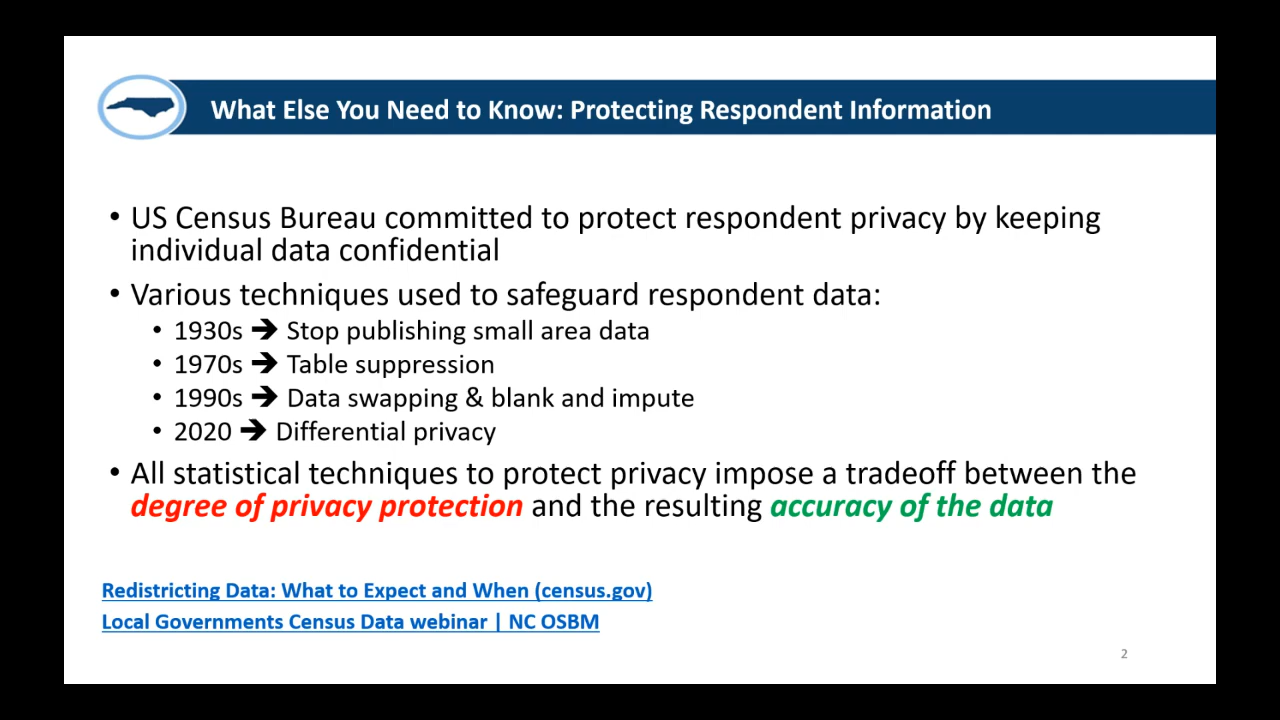 What Else You Need to Know: Protecting Respondent Information
• US Census Bureau committed to protect respondent privacy by keeping
individual data confidential
• Various techniques used to safeguard respondent data:
• 1930s ➔ Stop publishing small area data
• 1970s ➔ Table suppression
• 1990s ➔ Data swapping & blank and impute
• 2020 ➔ Differential privacy
• All statistical techniques to protect privacy impose a tradeoff between the
degree of privacy protection and the resulting accuracy of the data
Redistricting Data: What to Expect and When (census.gov)
Local Governments Census Data webinar | NC OSBM
2